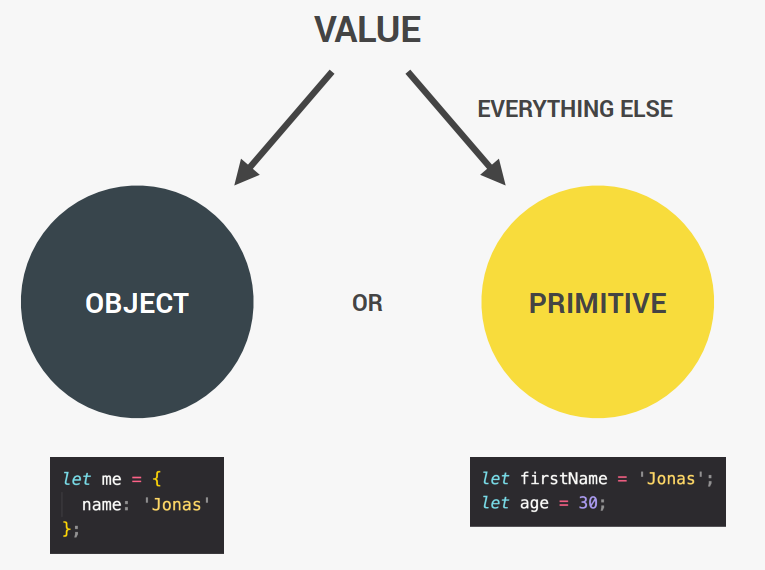 VALUE
EVERYTHING ELSE
OBJECT
OR
PRIMITIVE
let me = {
name: 'Jonas'
};
let firstName = 'Jonas';
let age = 30;